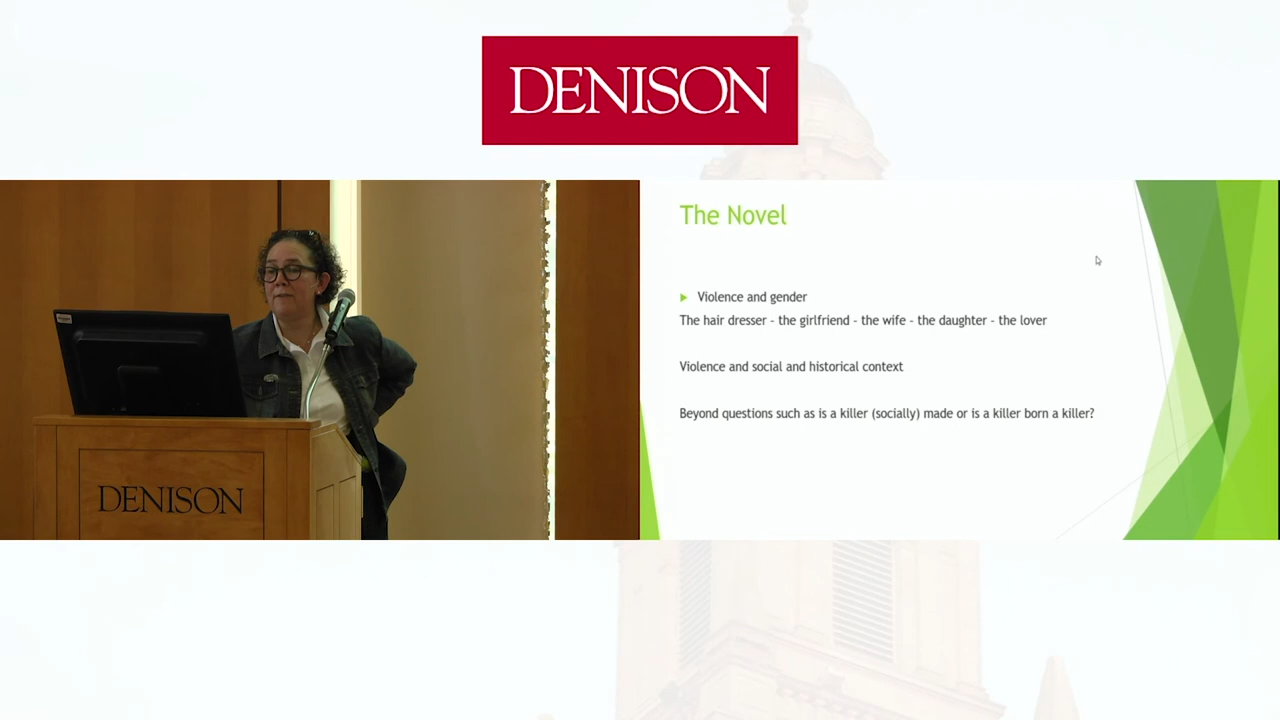 DENISON
DENISON
The Novel
Violence and gender
The hair dresser - the girlfriend - the wife - the daughter - the lover
Violence and social and historical context
Beyond questions such as is a killer (socially) made or is a killer born a killer?